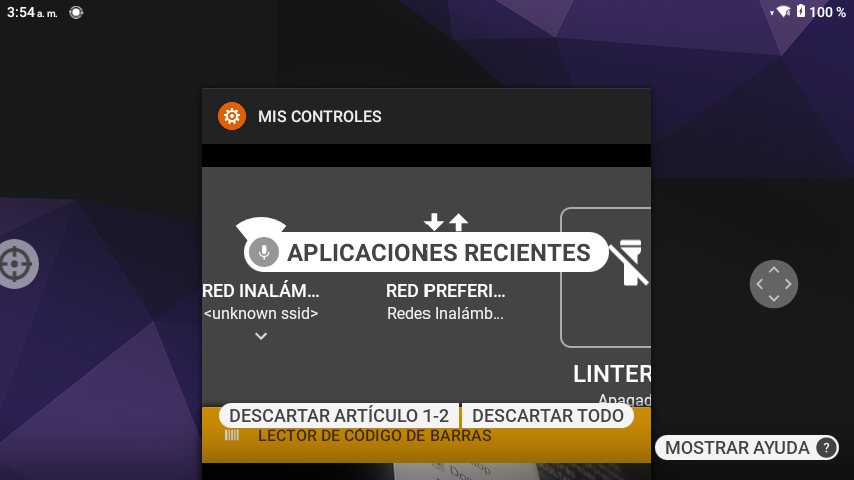 3:54 a. m.
100 %
MIS CONTROLES
APLICACIONES RECIENTES
RED INALÁM...
RED PREFERI...
<unknown ssid>
Redes Inalámb...
LINTER
Apagad
DESCARTAR ARTÍCULO 1-2
DESCARTAR TODO
LECTOR DE CÓDIGO DE BARRAS
MOSTRAR AYUDA ?